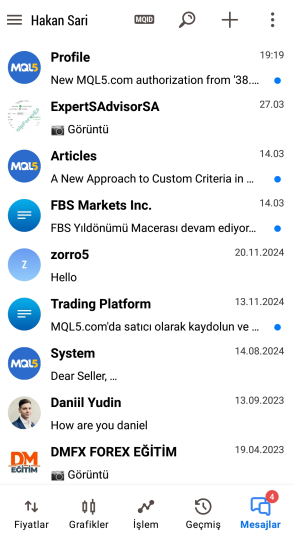 Hakan Sari
MQID
Profile
19:19
New MQL5.com authorization from '38....
ExpertSAdvisorSA
27.03
📷 Görüntü
Articles
14.03
A New Approach to Custom Criteria in ...
FBS Markets Inc.
14.03
FBS Yıldönümü Macerası devam ediyor...
zorro5
20.11.2024
Hello
Trading Platform
13.11.2024
MQL5.com'da satıcı olarak kaydolun ve ...
System
14.08.2024
Dear Seller, ...
Daniil Yudin
13.09.2023
How are you daniel
DMFX FOREX EĞİTİM
19.04.2023
📷 Görüntü
MQL5
MQL5
Z
MQL5
DM
EĞİTİM
4
Fiyatlar
Grafikler
İşlem
Geçmiş
Mesajlar